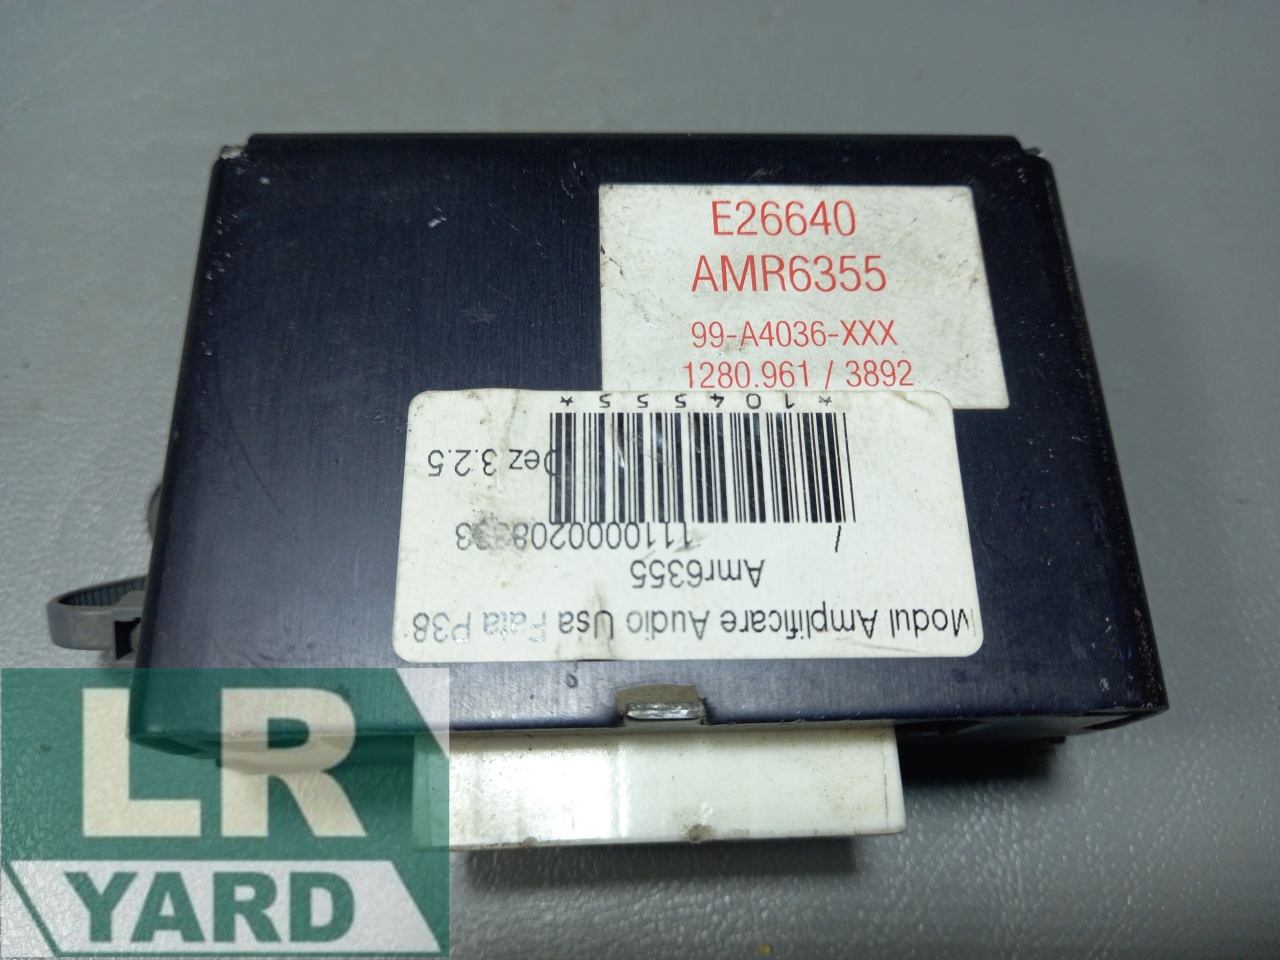 E26640
AMR6355
99-A4036-XXX
1280.961 / 3892
Modul Amplificare Audio Usa Fata P38
Amr6355
/
Dez 3.2.5
*104555*
LR
YARD